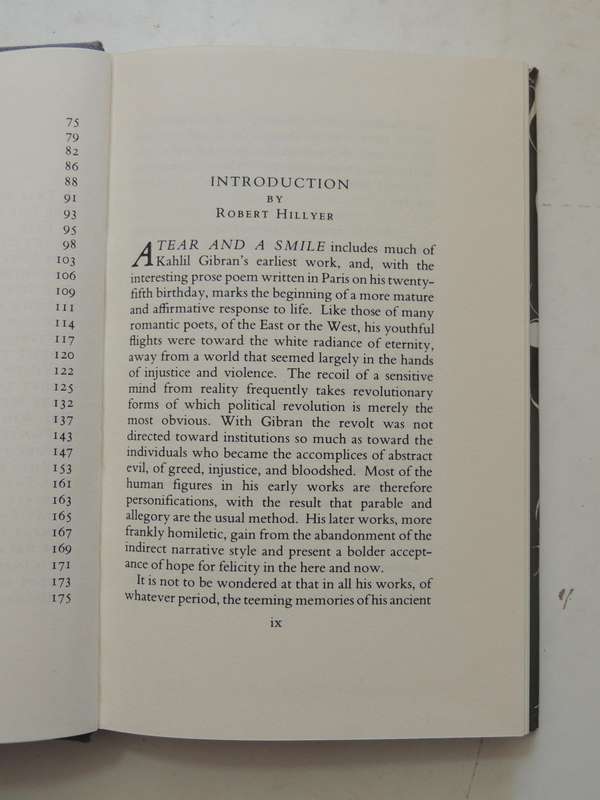 75
79
82
86
88
91
93
95
98
103
106
109
111
114
117
120
122
125
132
137
143
147
153
161
163
165
167
169
171
173
175
INTRODUCTION
BY
ROBERT HILLYER
A TEAR AND A SMILE includes much of
Kahlil Gibran's earliest work, and, with the
interesting prose poem written in Paris on his twenty-
fifth birthday, marks the beginning of a more mature
and affirmative response to life. Like those of many
romantic poets, of the East or the West, his youthful
flights were toward the white radiance of eternity,
away from a world that seemed largely in the hands
of injustice and violence. The recoil of a sensitive
mind from reality frequently takes revolutionary
forms of which political revolution is merely the
most obvious. With Gibran the revolt was not
directed toward institutions so much as toward the
individuals who became the accomplices of abstract
evil, of greed, injustice, and bloodshed. Most of the
human figures in his early works are therefore
personifications, with the result that parable and
allegory are the usual method. His later works, more
frankly homiletic, gain from the abandonment of the
indirect narrative style and present a bolder accept-
ance of hope for felicity in the here and now.
It is not to be wondered at that in all his works, of
whatever period, the teeming memories of his ancient
ix